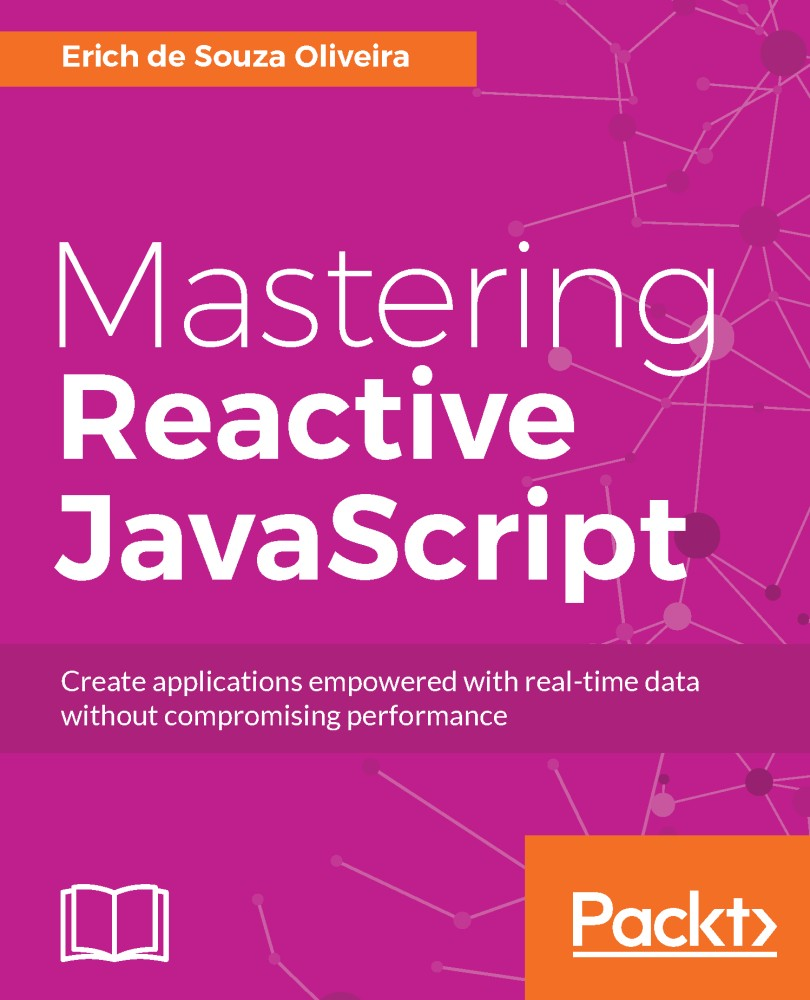 Erich de Souza Oliveira
Mastering
Reactive
JavaScript
Create applications empowered with real-time data
without compromising performance
Packt>